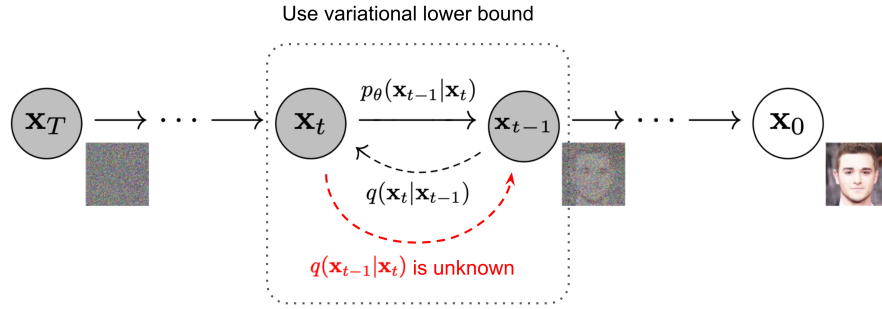 Use variational lower bound
x_T → ⋯ → x_t p_θ(x_{t−1}|x_t) x_{t−1} → ⋯ → x_0
q(x_t|x_{t−1})
q(x_{t−1}|x_t) is unknown